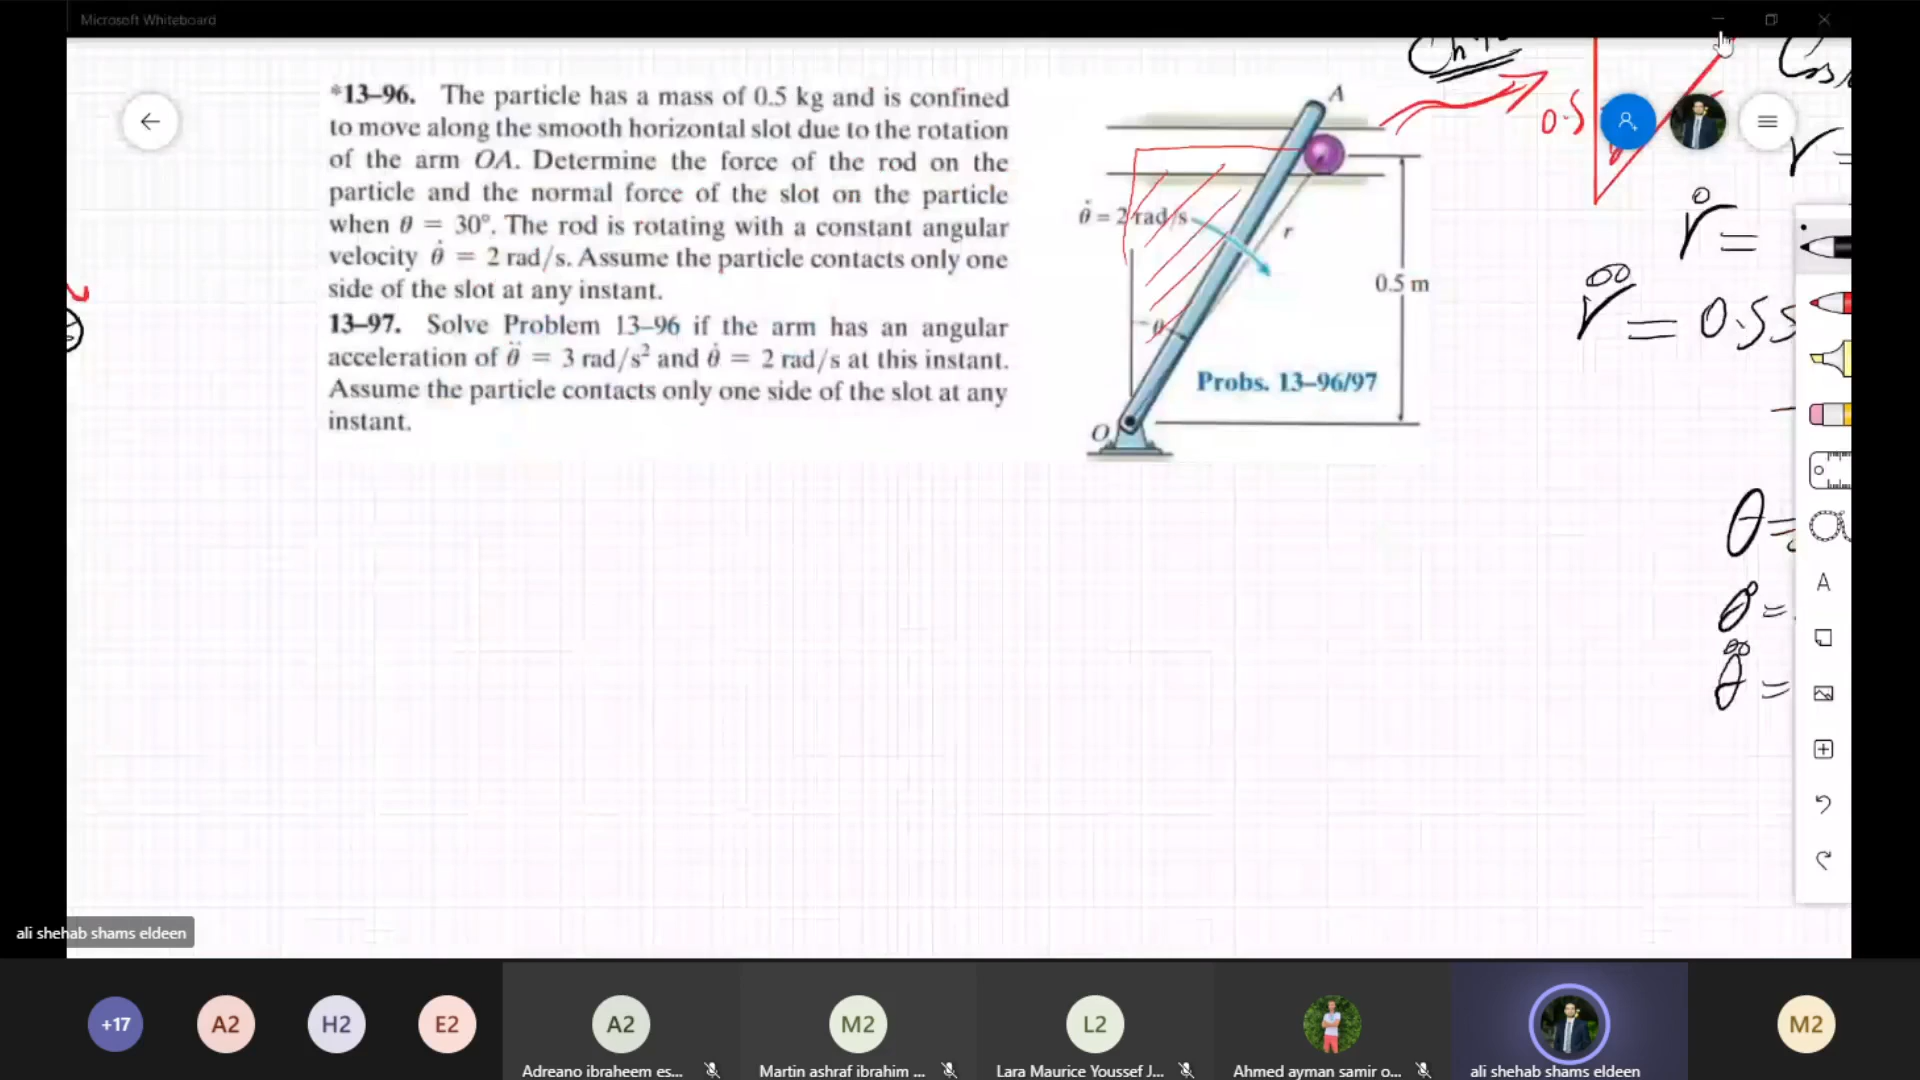 Microsoft Whiteboard
*13–96. The particle has a mass of 0.5 kg and is confined
to move along the smooth horizontal slot due to the rotation
of the arm OA. Determine the force of the rod on the
particle and the normal force of the slot on the particle
when θ = 30°. The rod is rotating with a constant angular
velocity θ̇ = 2 rad/s. Assume the particle contacts only one
side of the slot at any instant.
13–97. Solve Problem 13–96 if the arm has an angular
acceleration of θ̈ = 3 rad/s² and θ̇ = 2 rad/s at this instant.
Assume the particle contacts only one side of the slot at any
instant.
A
θ̇ = 2 rad/s
r
0.5 m
θ
Probs. 13–96/97
O
0.5
r =
ṙ =
r̈ = 0.55
θ =
θ̇ =
θ̈ =
A
ali shehab shams eldeen
+17
A2
H2
E2
A2
M2
L2
M2
Adreano ibraheem es...
Martin ashraf ibrahim ...
Lara Maurice Youssef J...
Ahmed ayman samir o...
ali shehab shams eldeen